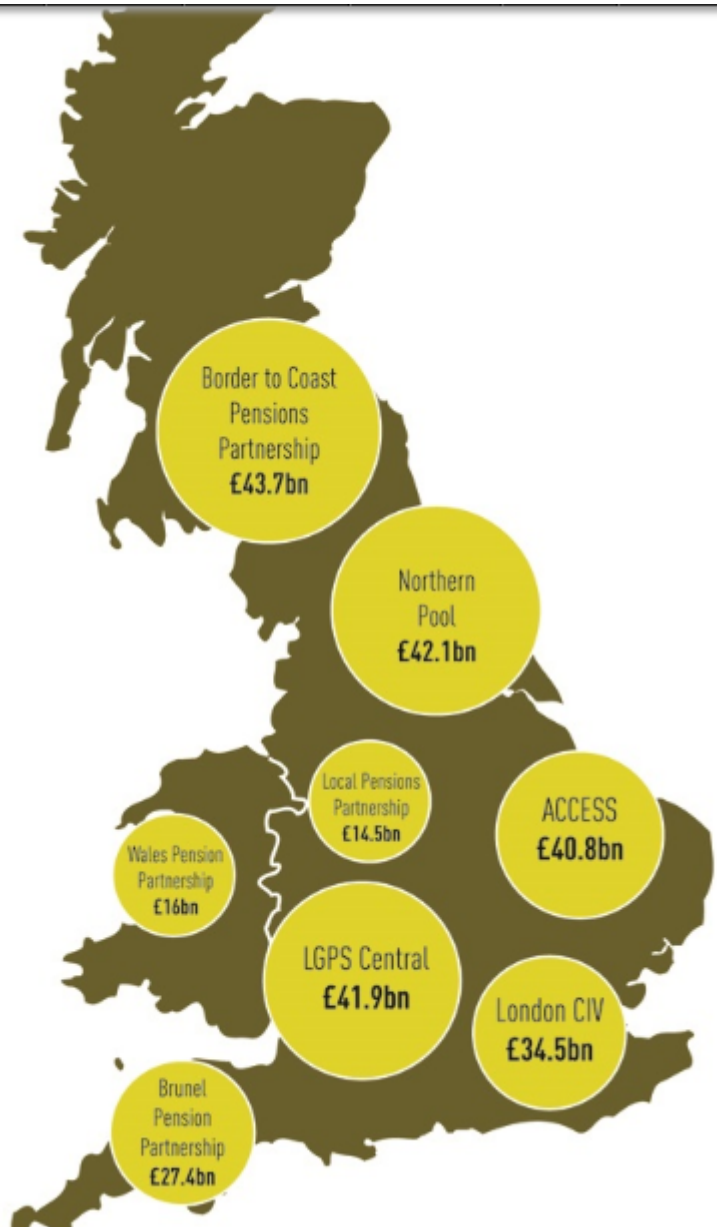 Border to Coast
Pensions
Partnership
£43.7bn
Northern
Pool
£42.1bn
Local Pensions
Partnership
£14.5bn
ACCESS
£40.8bn
Wales Pension
Partnership
£16bn
LGPS Central
£41.9bn
London CIV
£34.5bn
Brunel
Pension
Partnership
£27.4bn